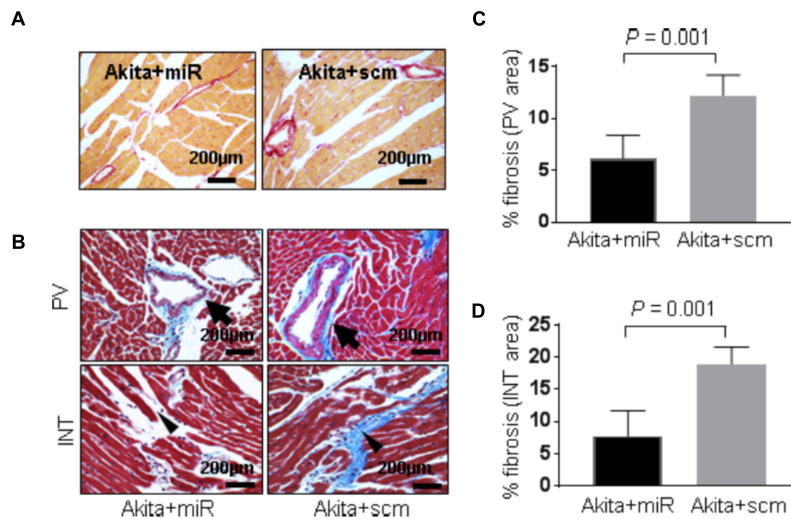 A
Akita+miR
200µm
Akita+scm
200µm
B
PV
200µm
200µm
INT
200µm
200µm
Akita+miR
Akita+scm
C
P = 0.001
% fibrosis (PV area)
15
10
5
0
Akita+miR
Akita+scm
D
P = 0.001
% fibrosis (INT area)
25
20
15
10
5
0
Akita+miR
Akita+scm